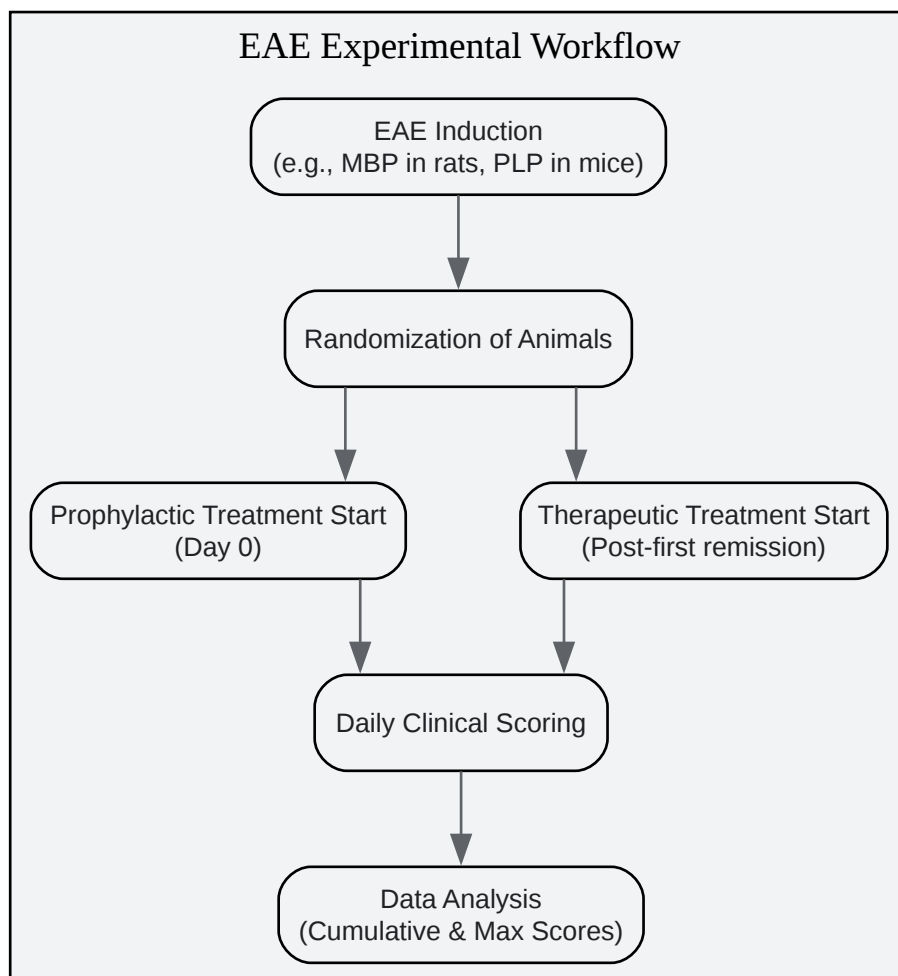 EAE Experimental Workflow
EAE Induction
(e.g., MBP in rats, PLP in mice)
Randomization of Animals
Prophylactic Treatment Start
(Day 0)
Therapeutic Treatment Start
(Post-first remission)
Daily Clinical Scoring
Data Analysis
(Cumulative & Max Scores)